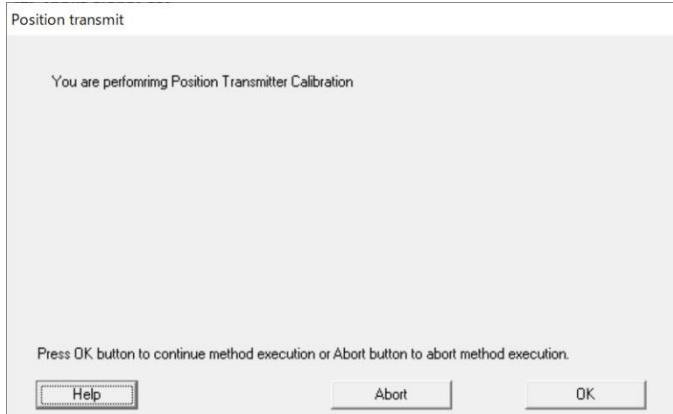 Position transmit
You are perfomrimg Position Transmitter Calibration
Press OK button to continue method execution or Abort button to abort method execution.
Help Abort OK